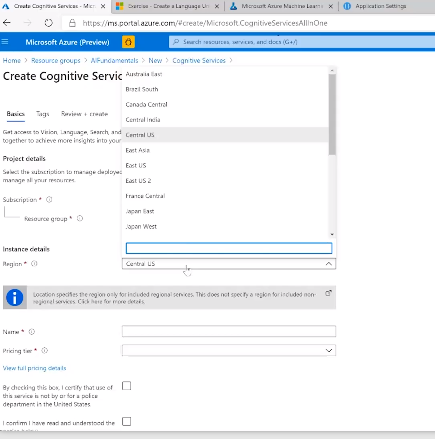 Create Cognitive Services - Micr
Exercise - Create a Language Un
Microsoft Azure Machine Learnin
Application Settings
https://ms.portal.azure.com/#create/Microsoft.CognitiveServicesAllInOne
Microsoft Azure (Preview)
Search resources, services, and docs (G+/)
Home > Resource groups > AIFundamentals > New > Cognitive Services >
Create Cognitive Servic
Basics Tags Review + create
Get access to Vision, Language, Search, and
together to achieve more insights into your
Project details
Select the subscription to manage deployed
manage all your resources.
Subscription *
Resource group *
Australia East
Brazil South
Canada Central
Central India
Central US
East Asia
East US
East US 2
France Central
Japan East
Japan West
Instance details
Region *
Central US
Location specifies the region only for included regional services. This does not specify a region for included non-
regional services. Click here for more details.
Name *
Pricing tier *
View full pricing details
By checking this box, I certify that use of
this service is not by or for a police
department in the United States.
I confirm I have read and understood the